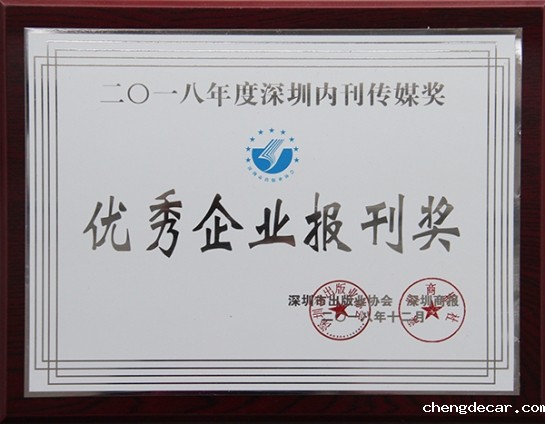 二〇一八年度深圳内刊传媒奖
优秀企业报刊奖
深圳市出版业协会 深圳商报
二〇一八年十二月
chengdecar.com